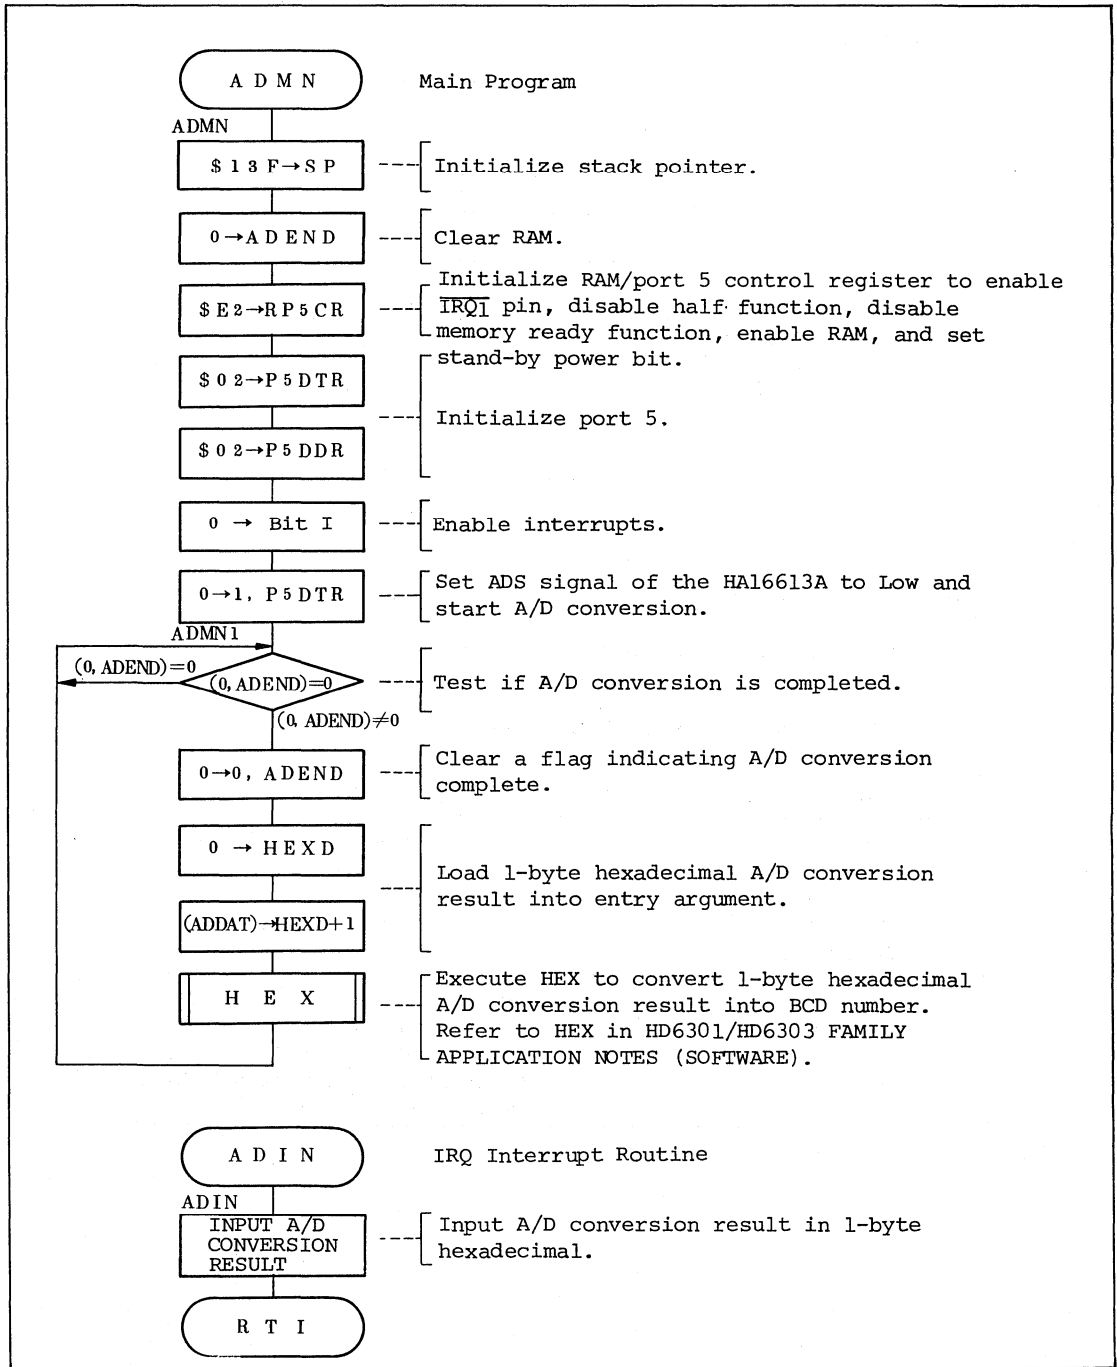 A D M N
Main Program
ADMN
$ 1 3 F→S P
Initialize stack pointer.
0→A D E N D
Clear RAM.
$ E 2→R P 5 C R
Initialize RAM/port 5 control register to enable
IRQ1 pin, disable half function, disable
memory ready function, enable RAM, and set
stand-by power bit.
$ 0 2→P 5 D T R
Initialize port 5.
$ 0 2→P 5 D D R
0 → Bit I
Enable interrupts.
0→1, P 5 D T R
Set ADS signal of the HA16613A to Low and
start A/D conversion.
ADMN1
(0, ADEND)=0
(0, ADEND)=0
Test if A/D conversion is completed.
(0, ADEND)≠0
0→0, ADEND
Clear a flag indicating A/D conversion
complete.
0 → H E X D
Load 1-byte hexadecimal A/D conversion
result into entry argument.
(ADDAT)→HEXD+1
H E X
Execute HEX to convert 1-byte hexadecimal
A/D conversion result into BCD number.
Refer to HEX in HD6301/HD6303 FAMILY
APPLICATION NOTES (SOFTWARE).
A D I N
IRQ Interrupt Routine
ADIN
INPUT A/D
CONVERSION
RESULT
Input A/D conversion result in 1-byte
hexadecimal.
R T I